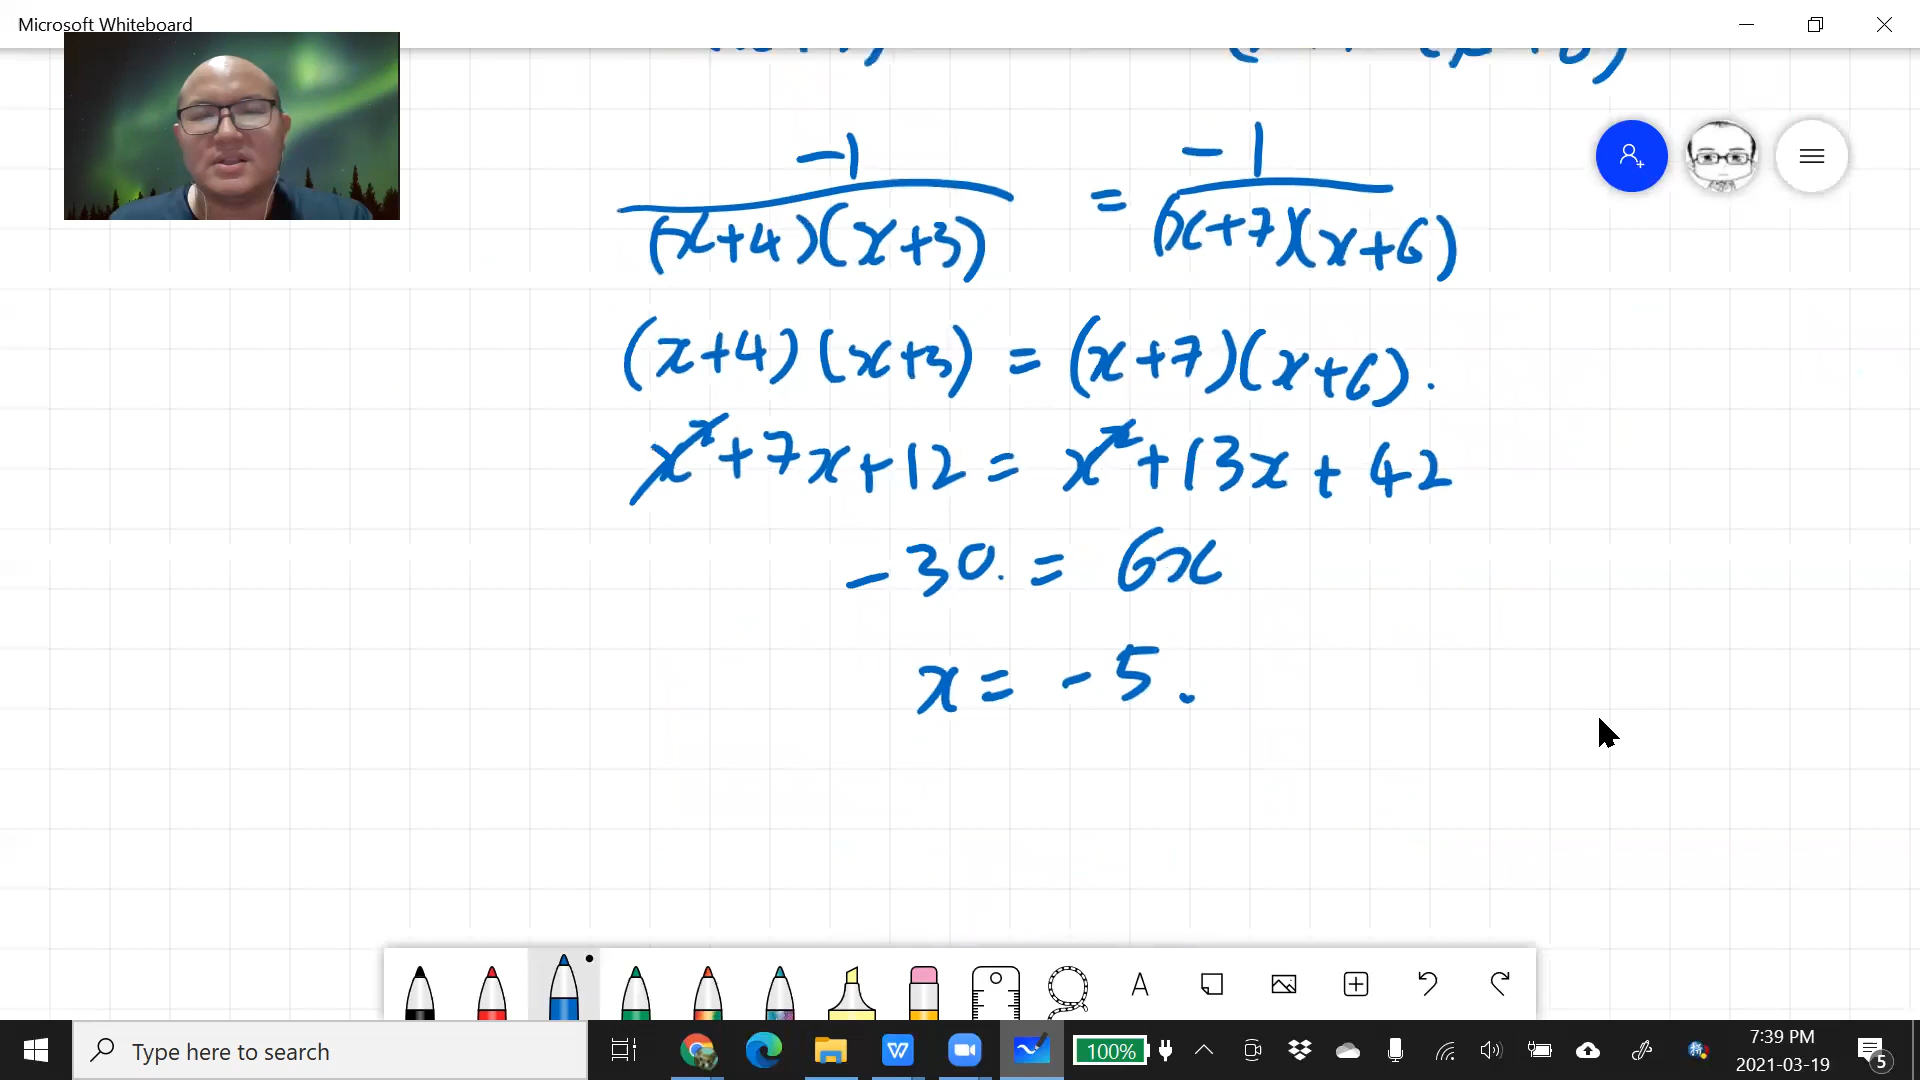 Microsoft Whiteboard
-1 / (x+4)(x+3) = -1 / (x+7)(x+6)
(x+4)(x+3) = (x+7)(x+6).
x²+7x+12 = x²+13x+42
-30. = 6x
x = -5.
A
Type here to search
W
100%
7:39 PM
2021-03-19
5